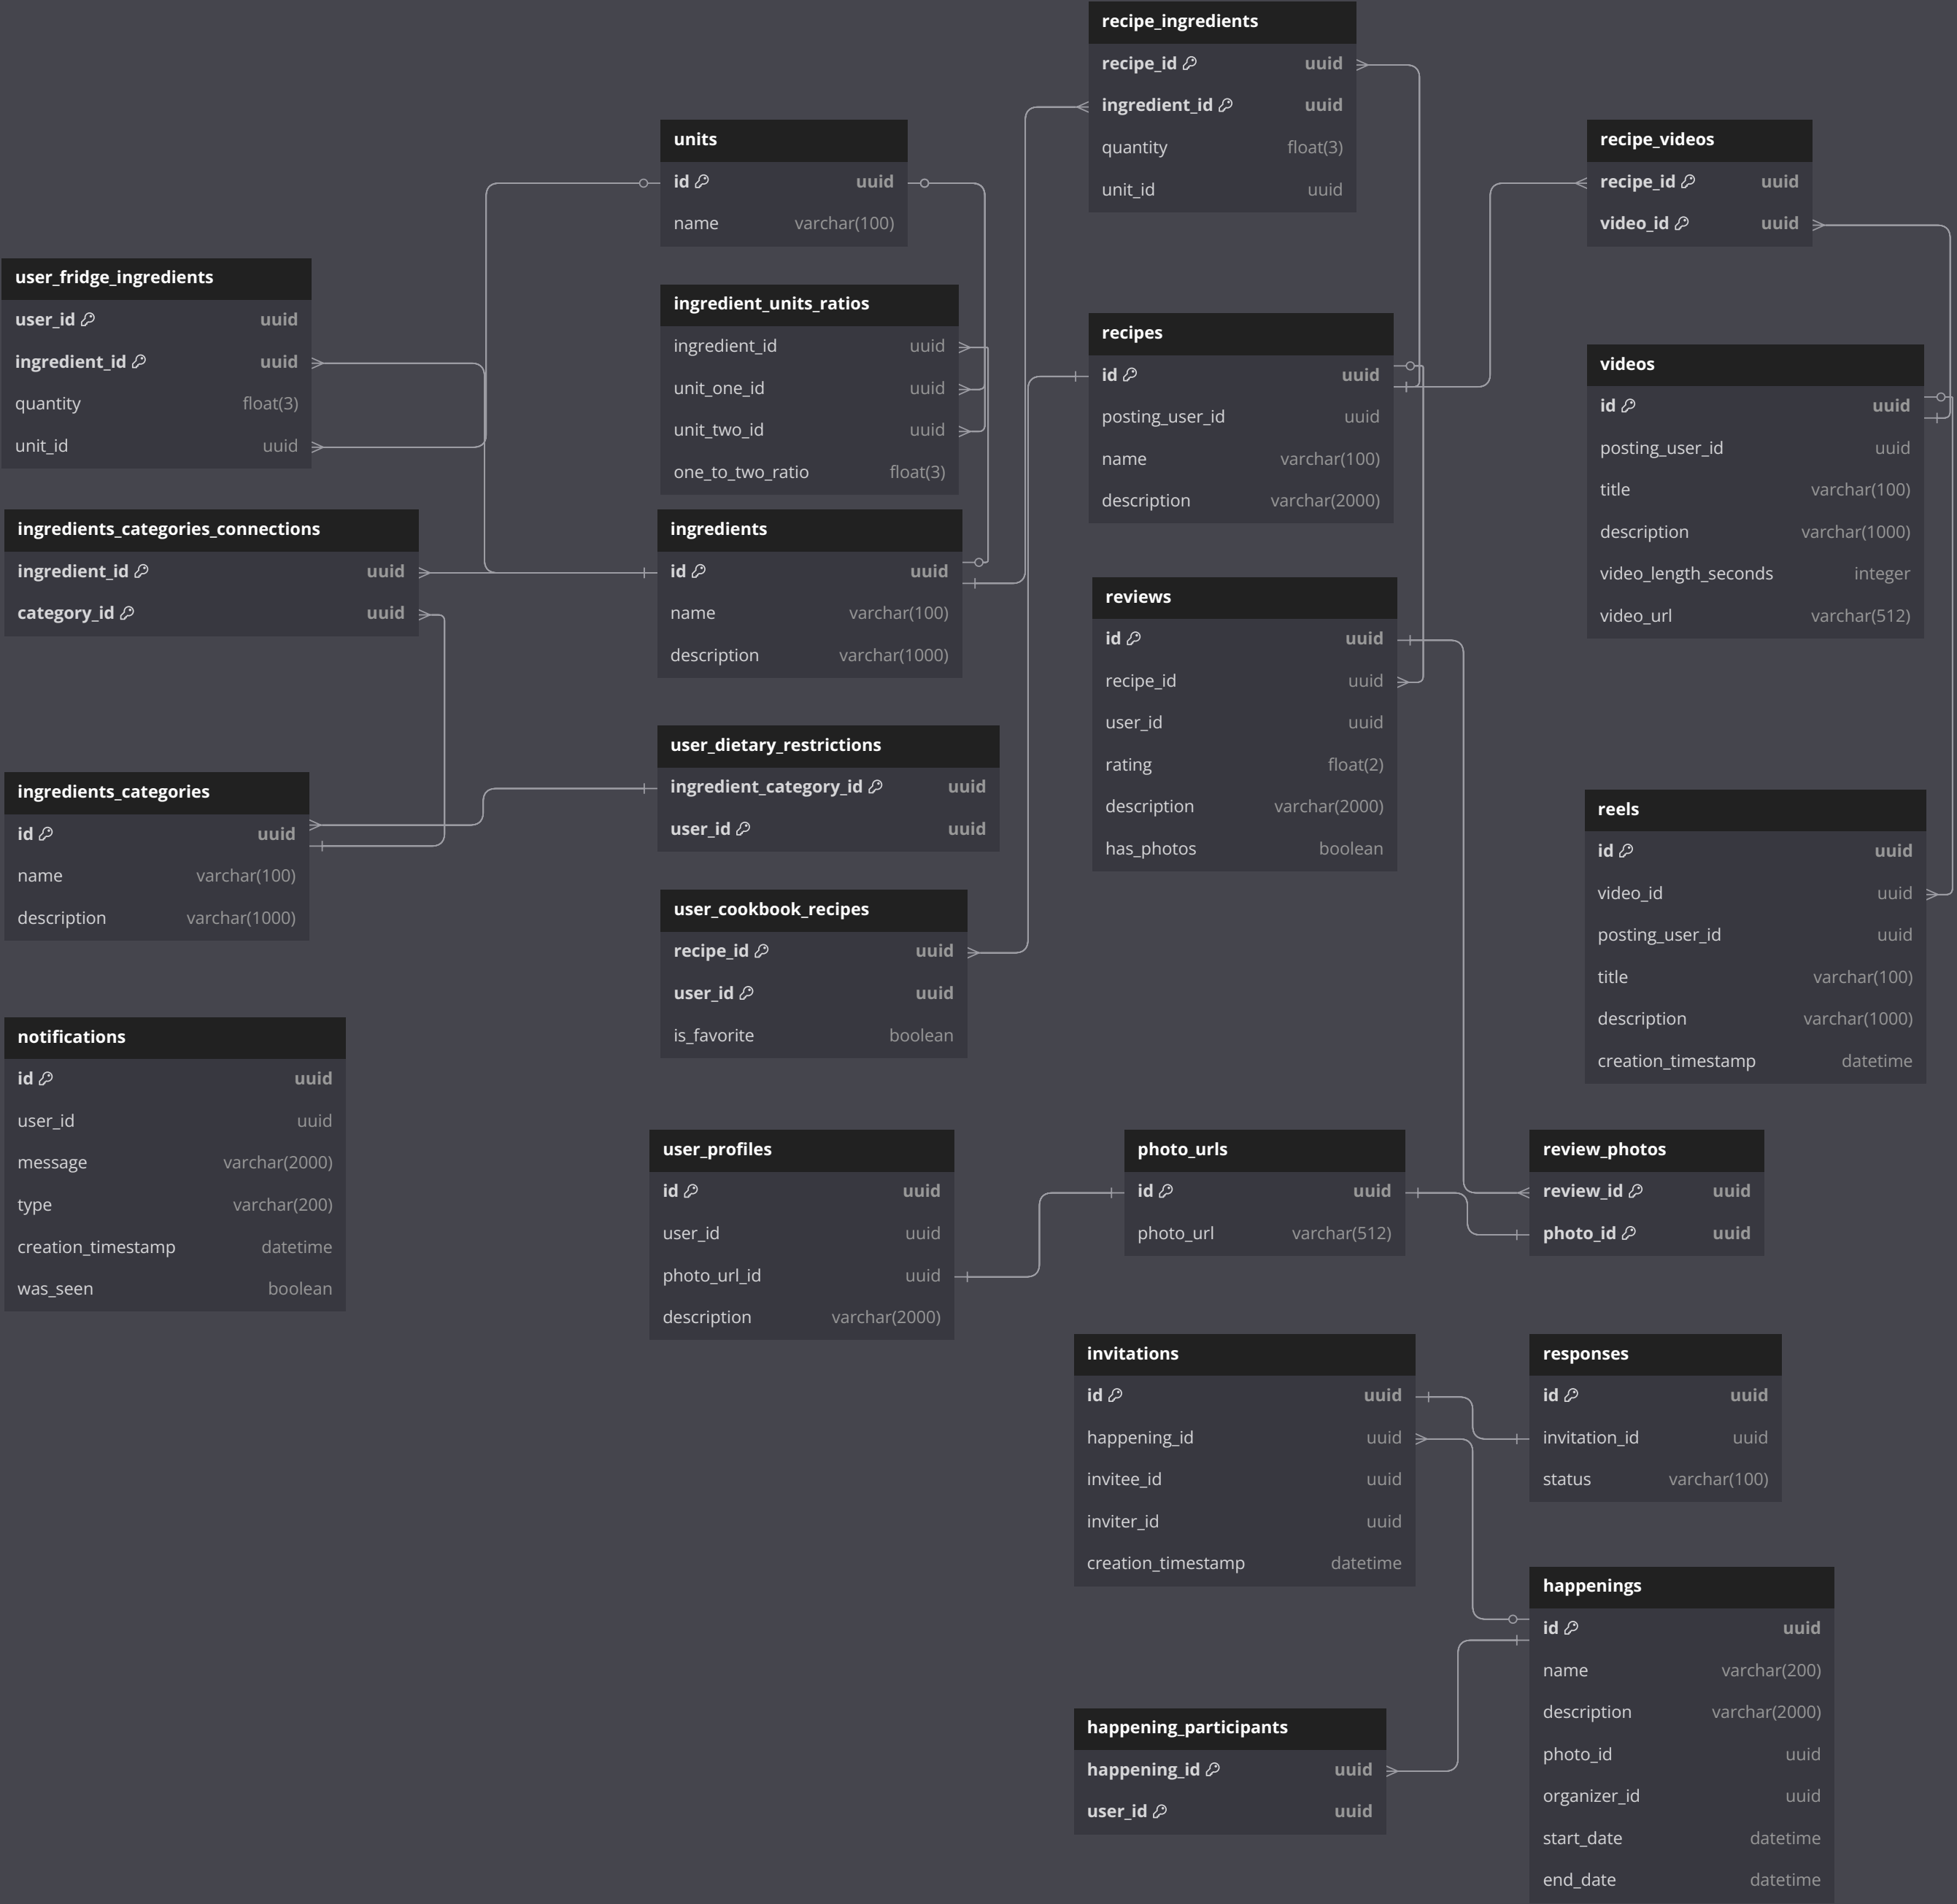 recipe_ingredients
recipe_id uuid
ingredient_id uuid
quantity float(3)
unit_id uuid
units
id uuid
name varchar(100)
recipe_videos
recipe_id uuid
video_id uuid
user_fridge_ingredients
user_id uuid
ingredient_id uuid
quantity float(3)
unit_id uuid
ingredient_units_ratios
ingredient_id uuid
unit_one_id uuid
unit_two_id uuid
one_to_two_ratio float(3)
recipes
id uuid
posting_user_id uuid
name varchar(100)
description varchar(2000)
videos
id uuid
posting_user_id uuid
title varchar(100)
description varchar(1000)
video_length_seconds integer
video_url varchar(512)
ingredients_categories_connections
ingredient_id uuid
category_id uuid
ingredients
id uuid
name varchar(100)
description varchar(1000)
reviews
id uuid
recipe_id uuid
user_id uuid
rating float(2)
description varchar(2000)
has_photos boolean
user_dietary_restrictions
ingredient_category_id uuid
user_id uuid
ingredients_categories
id uuid
name varchar(100)
description varchar(1000)
reels
id uuid
video_id uuid
posting_user_id uuid
title varchar(100)
description varchar(1000)
creation_timestamp datetime
user_cookbook_recipes
recipe_id uuid
user_id uuid
is_favorite boolean
notifications
id uuid
user_id uuid
message varchar(2000)
type varchar(200)
creation_timestamp datetime
was_seen boolean
user_profiles
id uuid
user_id uuid
photo_url_id uuid
description varchar(2000)
photo_urls
id uuid
photo_url varchar(512)
review_photos
review_id uuid
photo_id uuid
invitations
id uuid
happening_id uuid
invitee_id uuid
inviter_id uuid
creation_timestamp datetime
responses
id uuid
invitation_id uuid
status varchar(100)
happenings
id uuid
name varchar(200)
description varchar(2000)
photo_id uuid
organizer_id uuid
start_date datetime
end_date datetime
happening_participants
happening_id uuid
user_id uuid